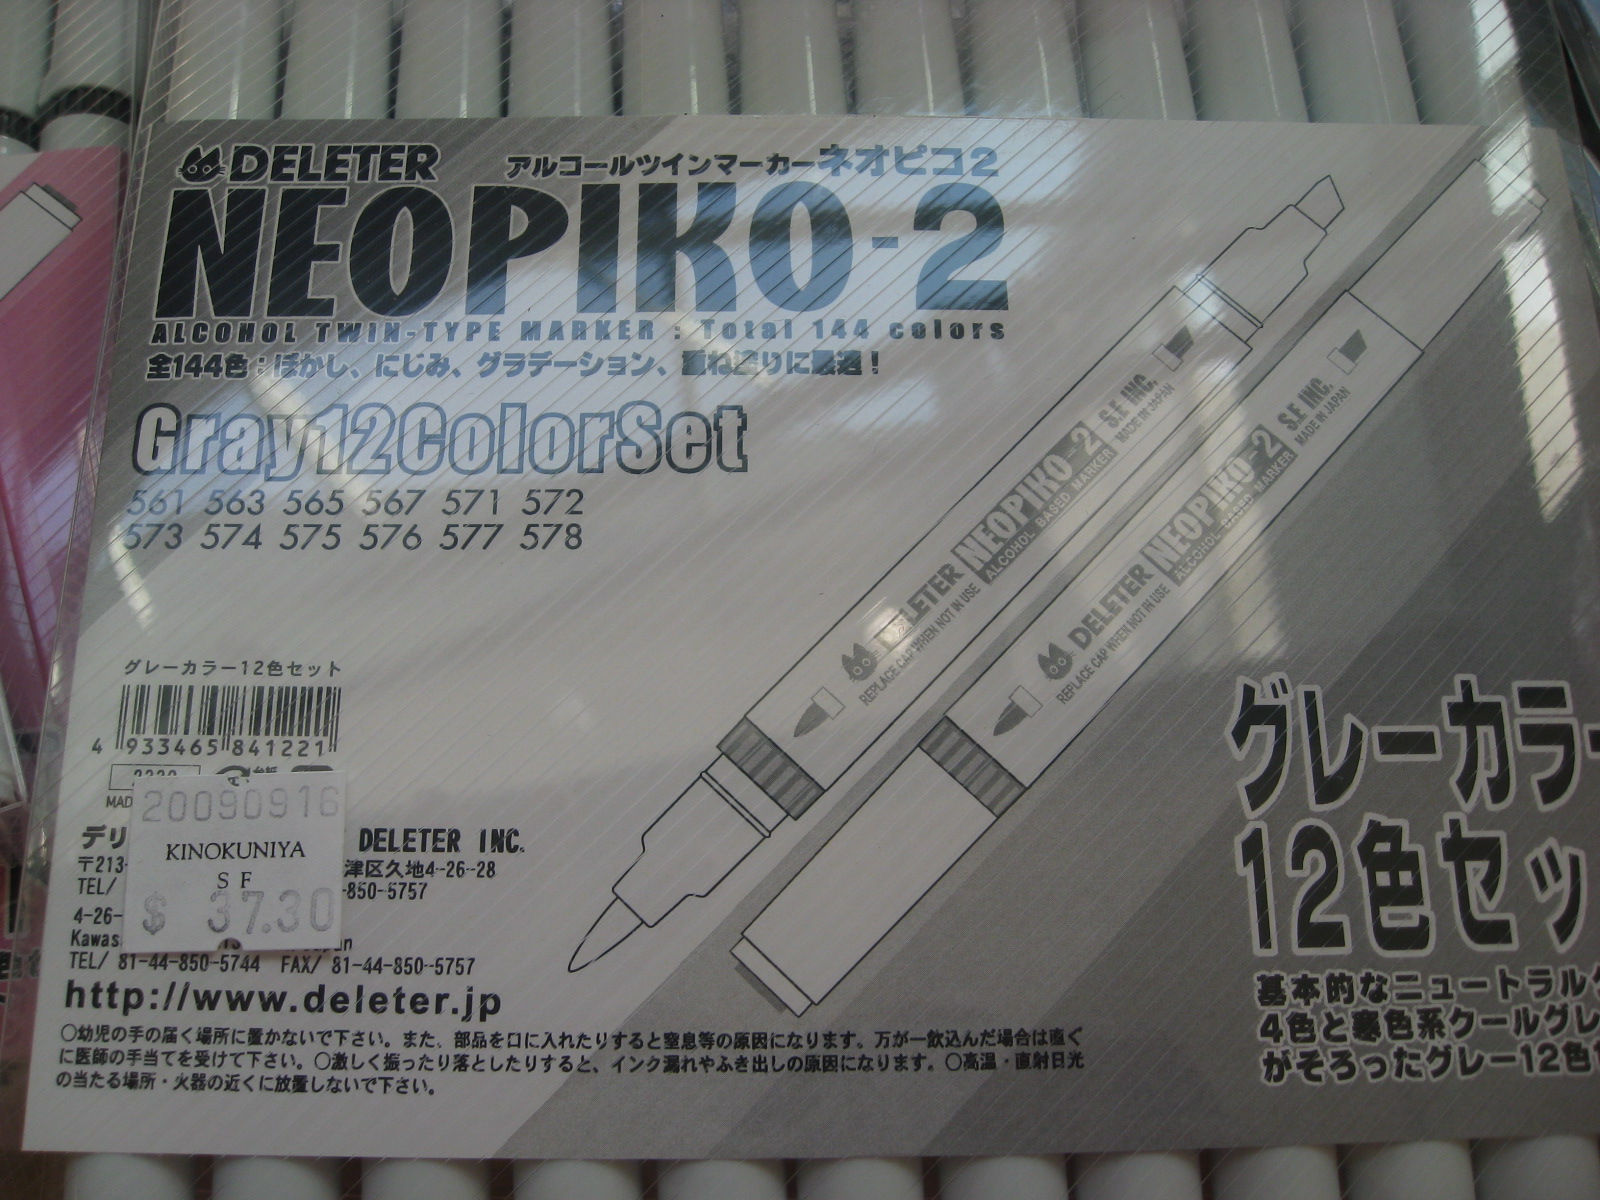 DELETER アルコールツインマーカーネオピコ2
NEOPIKO-2
ALCOHOL TWIN-TYPE MARKER : Total 144 colors
全144色：ぼかし、にじみ、グラデーション、重ね塗りに最適！
Gray12ColorSet
561 563 565 567 571 572
573 574 575 576 577 578
グレーカラー12色セット
4 933465 841221
MAD
20090916
KINOKUNIYA
S F
$ 37.30
デリ DELETER INC.
〒213- 津区久地4-26-28
TEL/ -850-5757
4-26-
Kawas
TEL/ 81-44-850-5744 FAX/ 81-44-850-5757
http://www.deleter.jp
○幼児の手の届く場所に置かないで下さい。また、部品を口に入れたりすると窒息等の原因になります。万が一飲込んだ場合は直ぐ
に医師の手当てを受けて下さい。○激しく振ったり落としたりすると、インク漏れやふき出しの原因になります。○高温・直射日光
の当たる場所・火器の近くに放置しないで下さい。
DELETER NEOPIKO-2 S.E INC.
REPLACE CAP WHEN NOT IN USE ALCOHOL BASED MARKER MADE IN JAPAN
DELETER NEOPIKO-2 S.E INC.
REPLACE CAP WHEN NOT IN USE ALCOHOL BASED MARKER MADE IN JAPAN
グレーカラー
12色セッ
基本的なニュートラルグ
4色と寒色系クールグレ
がそろったグレー12色